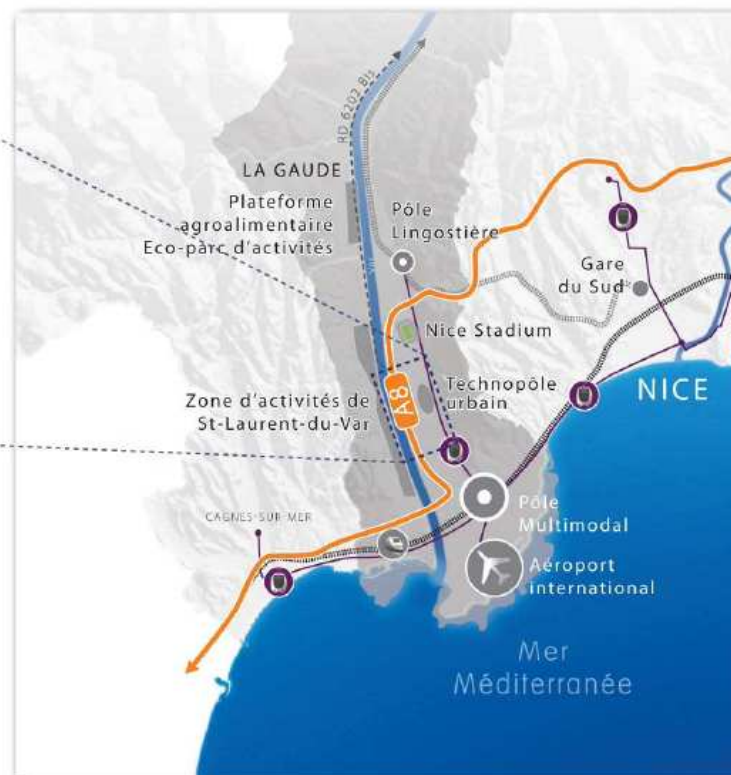 RD 6202 Bis
LA GAUDE
Plateforme
agroalimentaire
Eco-parc d'activités
Pôle
Lingostière
Var
Gare
du Sud
Nice Stadium
A8
Technopôle
urbain
NICE
Zone d'activités de
St-Laurent-du-Var
CAGNES-SUR-MER
Pôle
Multimodal
Aéroport
international
Mer
Méditerranée